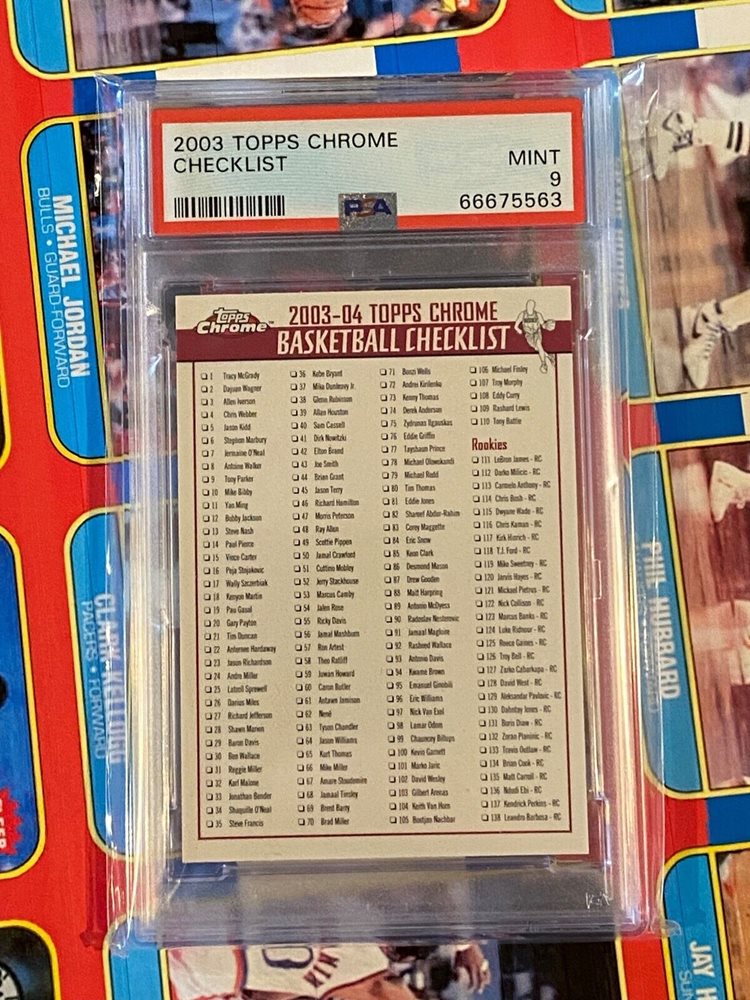 2003 TOPPS CHROME
CHECKLIST
MINT
9
66675563
PSA
Topps
Chrome
2003-04 TOPPS CHROME
BASKETBALL CHECKLIST
1 Tracy McGrady
2 Dajuan Wagner
3 Allen Iverson
4 Chris Webber
5 Jason Kidd
6 Stephon Marbury
7 Jermaine O'Neal
8 Antoine Walker
9 Tony Parker
10 Mike Bibby
11 Yao Ming
12 Bobby Jackson
13 Steve Nash
14 Paul Pierce
15 Vince Carter
16 Peja Stojakovic
17 Wally Szczerbiak
18 Kenyon Martin
19 Pau Gasol
20 Gary Payton
21 Tim Duncan
22 Anfernee Hardaway
23 Jason Richardson
24 Andre Miller
25 Latrell Sprewell
26 Darius Miles
27 Richard Jefferson
28 Shawn Marion
29 Baron Davis
30 Ben Wallace
31 Reggie Miller
32 Karl Malone
33 Jonathan Bender
34 Shaquille O'Neal
35 Steve Francis
36 Kobe Bryant
37 Mike Dunleavy Jr.
38 Glenn Robinson
39 Allan Houston
40 Sam Cassell
41 Dirk Nowitzki
42 Elton Brand
43 Joe Smith
44 Brian Grant
45 Jason Terry
46 Richard Hamilton
47 Morris Peterson
48 Ray Allen
49 Scottie Pippen
50 Jamal Crawford
51 Cuttino Mobley
52 Jerry Stackhouse
53 Marcus Camby
54 Jalen Rose
55 Ricky Davis
56 Jamal Mashburn
57 Ron Artest
58 Theo Ratliff
59 Juwan Howard
60 Caron Butler
61 Antawn Jamison
62 Nenê
63 Tyson Chandler
64 Jason Williams
65 Kurt Thomas
66 Mike Miller
67 Amare Stoudemire
68 Jamaal Tinsley
69 Brent Barry
70 Brad Miller
71 Bonzi Wells
72 Andrei Kirilenko
73 Kenny Thomas
74 Derek Anderson
75 Zydrunas Ilgauskas
76 Eddie Griffin
77 Tayshaun Prince
78 Michael Olowokandi
79 Michael Redd
80 Tim Thomas
81 Eddie Jones
82 Shareef Abdur-Rahim
83 Corey Maggette
84 Eric Snow
85 Keon Clark
86 Desmond Mason
87 Drew Gooden
88 Matt Harpring
89 Antonio McDyess
90 Radoslav Nesterovic
91 Jamaal Magloire
92 Rasheed Wallace
93 Antonio Davis
94 Kwame Brown
95 Emanuel Ginobili
96 Eric Williams
97 Nick Van Exel
98 Lamar Odom
99 Chauncey Billups
100 Kevin Garnett
101 Marko Jaric
102 David Wesley
103 Gilbert Arenas
104 Keith Van Horn
105 Bostjan Nachbar
106 Michael Finley
107 Troy Murphy
108 Eddy Curry
109 Rashard Lewis
110 Tony Battie
Rookies
111 LeBron James - RC
112 Darko Milicic - RC
113 Carmelo Anthony - RC
114 Chris Bosh - RC
115 Dwyane Wade - RC
116 Chris Kaman - RC
117 Kirk Hinrich - RC
118 T.J. Ford - RC
119 Mike Sweetney - RC
120 Jarvis Hayes - RC
121 Mickael Pietrus - RC
122 Nick Collison - RC
123 Marcus Banks - RC
124 Luke Ridnour - RC
125 Reece Gaines - RC
126 Troy Bell - RC
127 Zarko Cabarkapa - RC
128 David West - RC
129 Aleksandar Pavlovic - RC
130 Dahntay Jones - RC
131 Boris Diaw - RC
132 Zoran Planinic - RC
133 Travis Outlaw - RC
134 Brian Cook - RC
135 Matt Carroll - RC
136 Ndudi Ebi - RC
137 Kendrick Perkins - RC
138 Leandro Barbosa - RC
MICHAEL JORDAN
BULLS • GUARD-FORWARD
CLARK KELLOGG
PACERS • FORWARD
PHIL HUBBARD
JAY